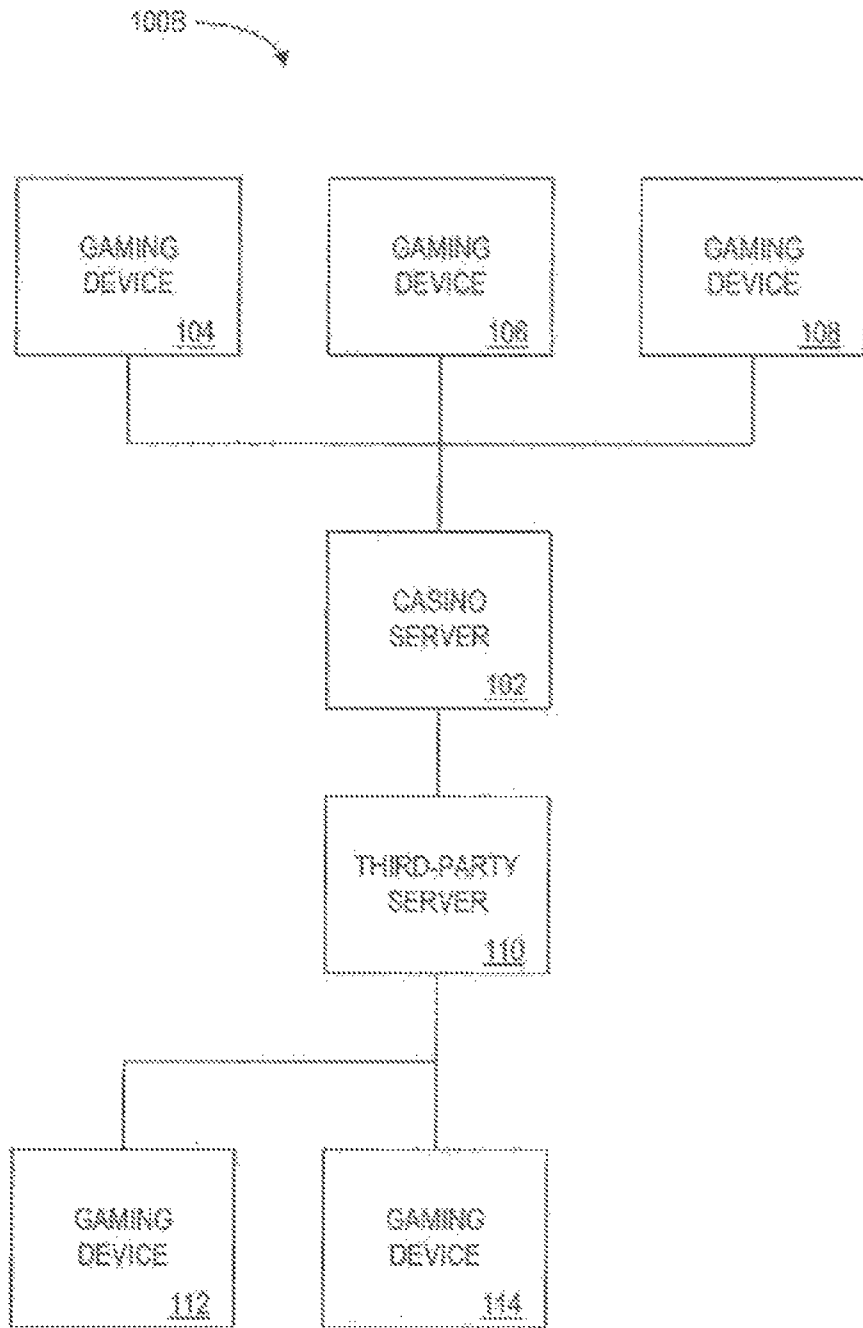 100B
GAMING
DEVICE
104
GAMING
DEVICE
106
GAMING
DEVICE
108
CASINO
SERVER
102
THIRD-PARTY
SERVER
110
GAMING
DEVICE
112
GAMING
DEVICE
114